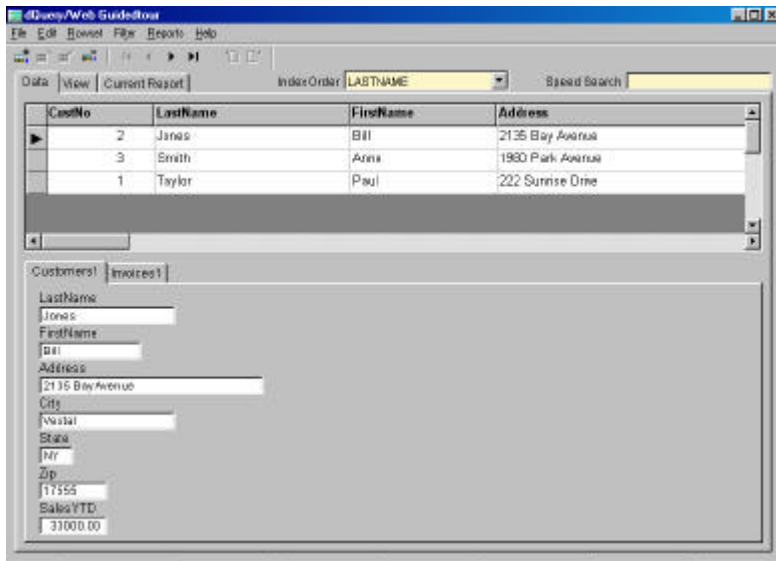 dQuery/Web Guidedtour
File Edit Rowset Filter Reports Help
Data View Current Report Index Order LASTNAME Speed Search
CustNo LastName FirstName Address
2 Jones Bill 2135 Bay Avenue
3 Smith Anna 1980 Park Avenue
1 Taylor Paul 222 Sunrise Drive
Customers1 Invoices1
LastName
Jones
FirstName
Bill
Address
2135 Bay Avenue
City
Vestal
State
NY
Zip
17555
SalesYTD
33000.00